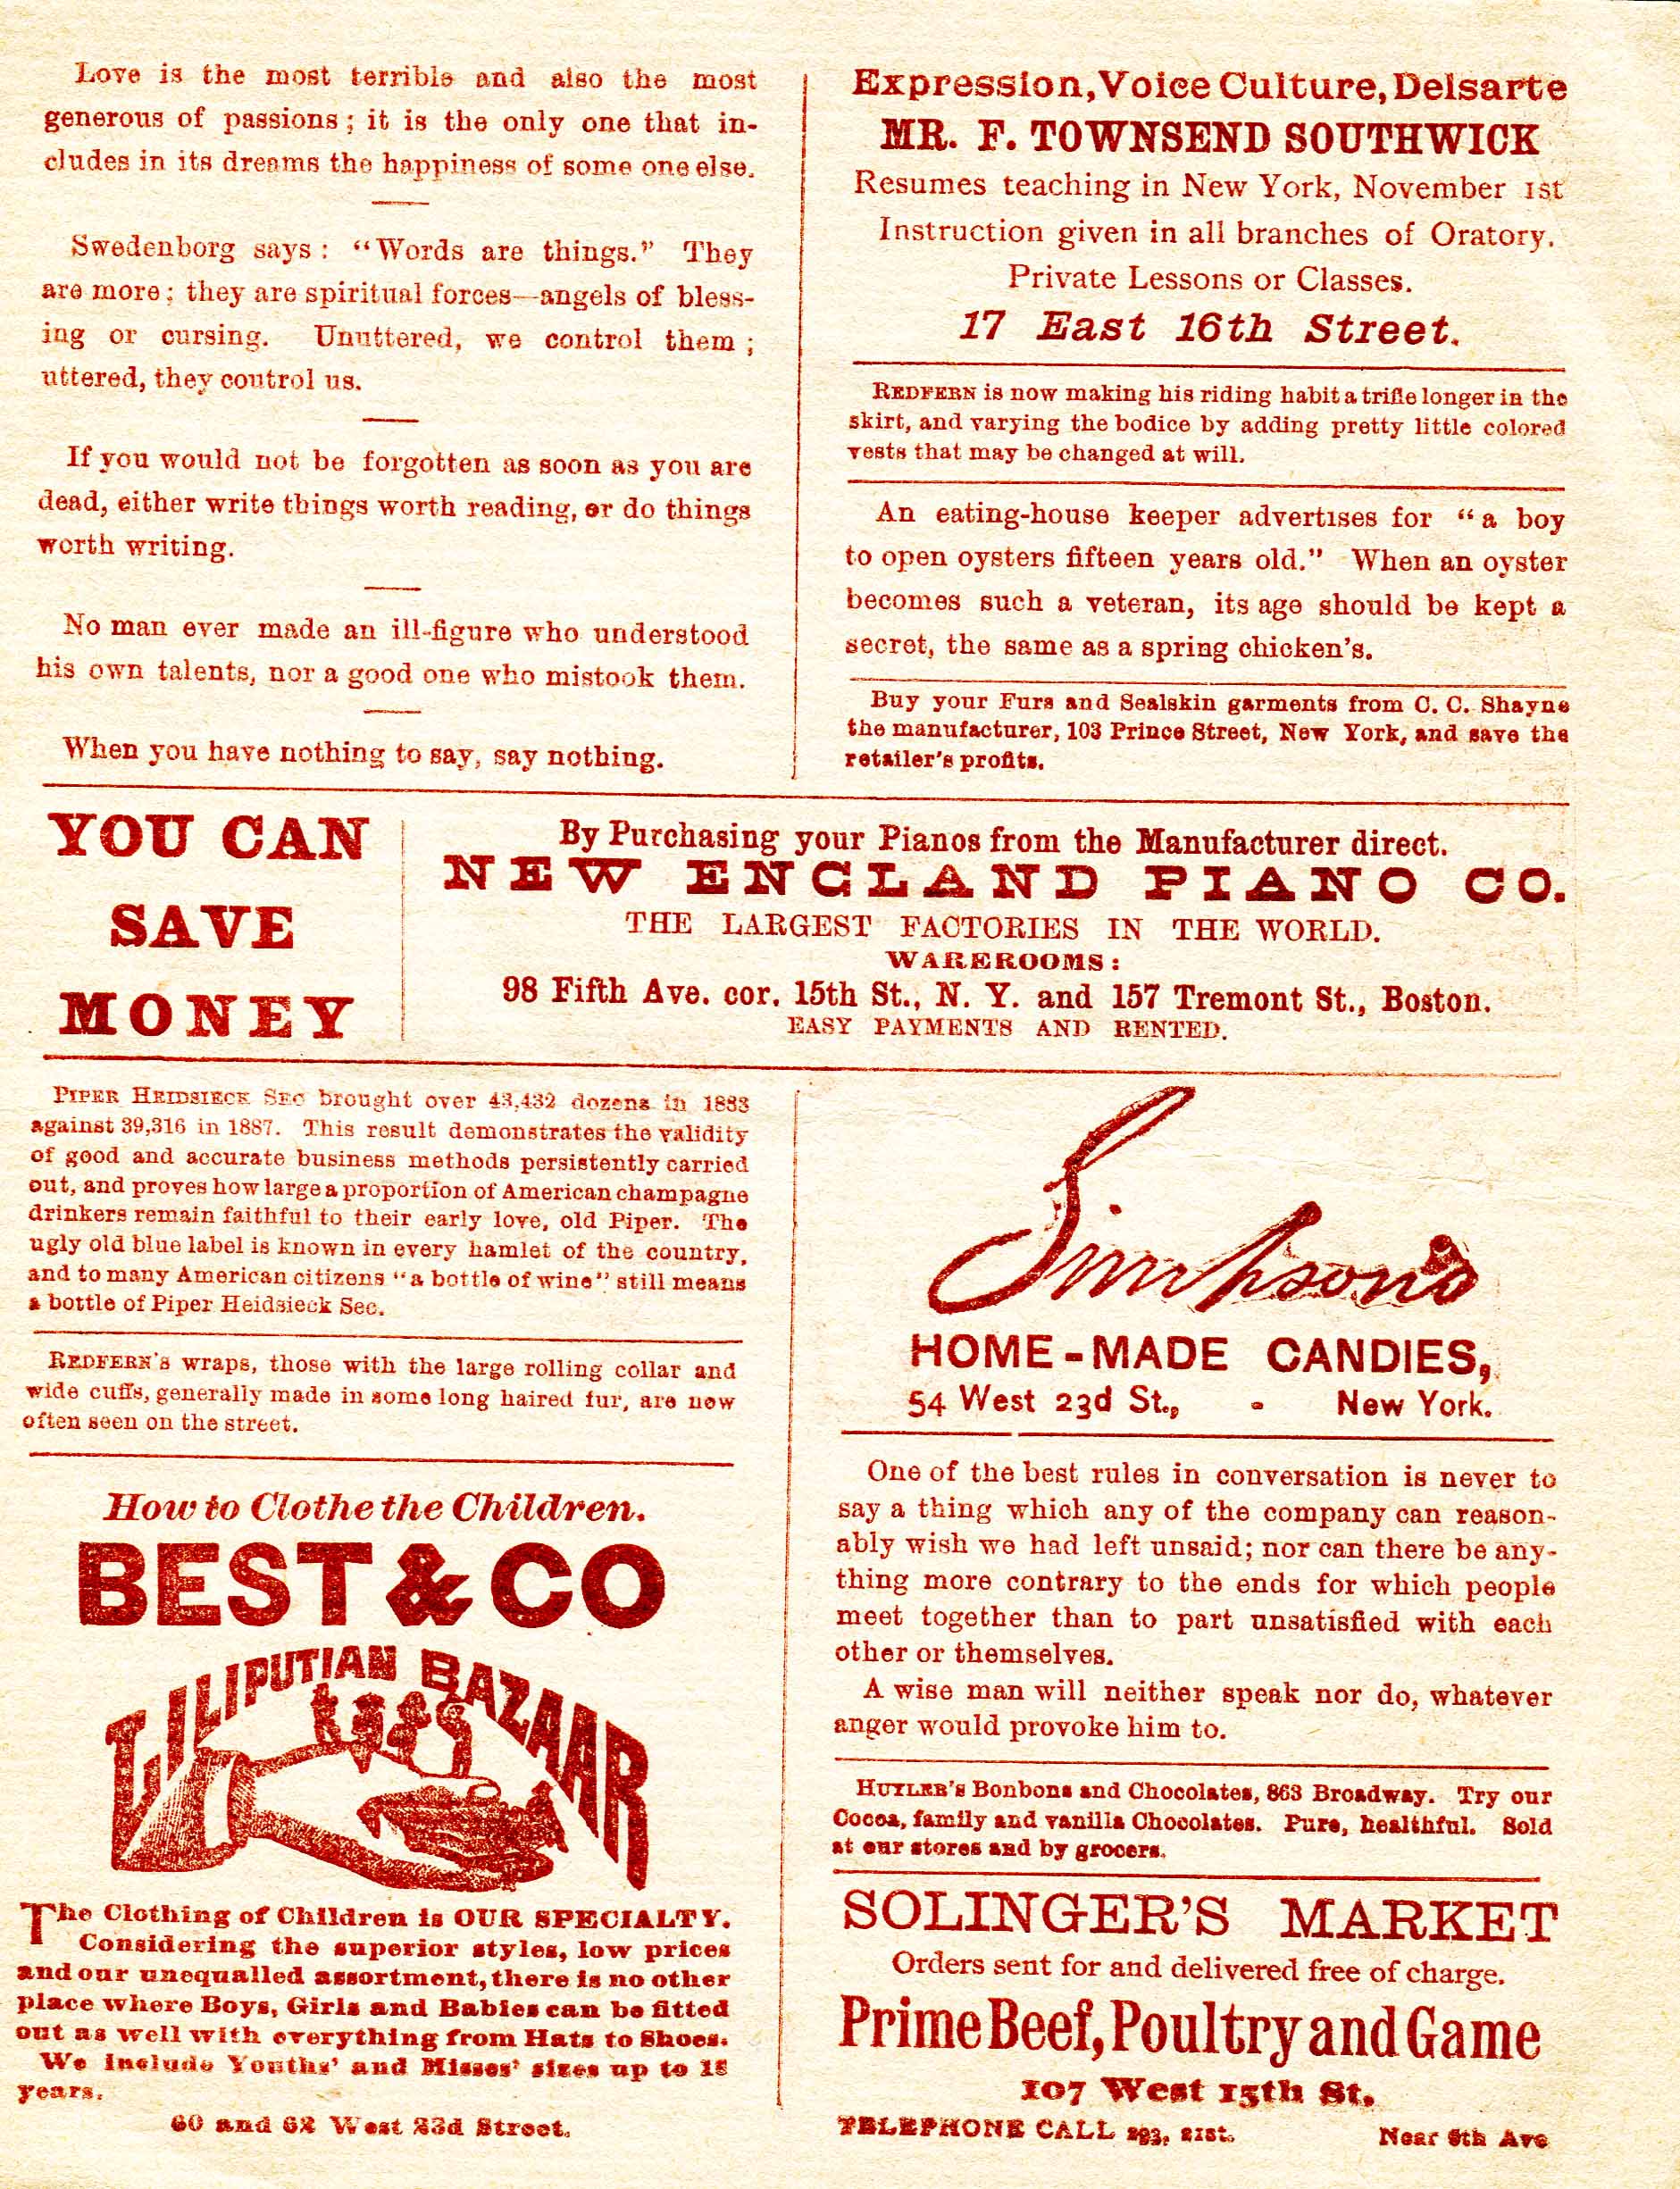 Love is the most terrible and also the most
generous of passions; it is the only one that in-
cludes in its dreams the happiness of some one else.
Swedenborg says: "Words are things." They
are more; they are spiritual forces—angels of bless-
ing or cursing. Unuttered, we control them;
uttered, they control us.
If you would not be forgotten as soon as you are
dead, either write things worth reading, or do things
worth writing.
No man ever made an ill-figure who understood
his own talents, nor a good one who mistook them.
When you have nothing to say, say nothing.
Expression, Voice Culture, Delsarte
MR. F. TOWNSEND SOUTHWICK
Resumes teaching in New York, November 1st
Instruction given in all branches of Oratory.
Private Lessons or Classes.
17 East 16th Street.
REDFERN is now making his riding habit a trifle longer in the
skirt, and varying the bodice by adding pretty little colored
vests that may be changed at will.
An eating-house keeper advertises for "a boy
to open oysters fifteen years old." When an oyster
becomes such a veteran, its age should be kept a
secret, the same as a spring chicken's.
Buy your Furs and Sealskin garments from C. C. Shayne
the manufacturer, 103 Prince Street, New York, and save the
retailer's profits.
YOU CAN
SAVE
MONEY
By Purchasing your Pianos from the Manufacturer direct.
NEW ENGLAND PIANO CO.
THE LARGEST FACTORIES IN THE WORLD.
WAREROOMS:
98 Fifth Ave. cor. 15th St., N. Y. and 157 Tremont St., Boston.
EASY PAYMENTS AND RENTED.
PIPER HEIDSIECK SEC brought over 43,432 dozens in 1883
against 39,316 in 1887. This result demonstrates the validity
of good and accurate business methods persistently carried
out, and proves how large a proportion of American champagne
drinkers remain faithful to their early love, old Piper. The
ugly old blue label is known in every hamlet of the country,
and to many American citizens "a bottle of wine" still means
a bottle of Piper Heidsieck Sec.
REDFERN'S wraps, those with the large rolling collar and
wide cuffs, generally made in some long haired fur, are now
often seen on the street.
How to Clothe the Children.
BEST & CO
LILIPUTIAN BAZAAR
The Clothing of Children is OUR SPECIALTY.
Considering the superior styles, low prices
and our unequalled assortment, there is no other
place where Boys, Girls and Babies can be fitted
out as well with everything from Hats to Shoes.
We include Youths' and Misses' sizes up to 18
years.
60 and 62 West 23d Street.
Simpson's
HOME-MADE CANDIES,
54 West 23d St., - New York.
One of the best rules in conversation is never to
say a thing which any of the company can reason-
ably wish we had left unsaid; nor can there be any-
thing more contrary to the ends for which people
meet together than to part unsatisfied with each
other or themselves.
A wise man will neither speak nor do, whatever
anger would provoke him to.
HUYLER'S Bonbons and Chocolates, 863 Broadway. Try our
Cocoa, family and vanilla Chocolates. Pure, healthful. Sold
at our stores and by grocers.
SOLINGER'S MARKET
Orders sent for and delivered free of charge.
Prime Beef, Poultry and Game
107 West 15th St.
TELEPHONE CALL 293, 21st. Near 6th Ave